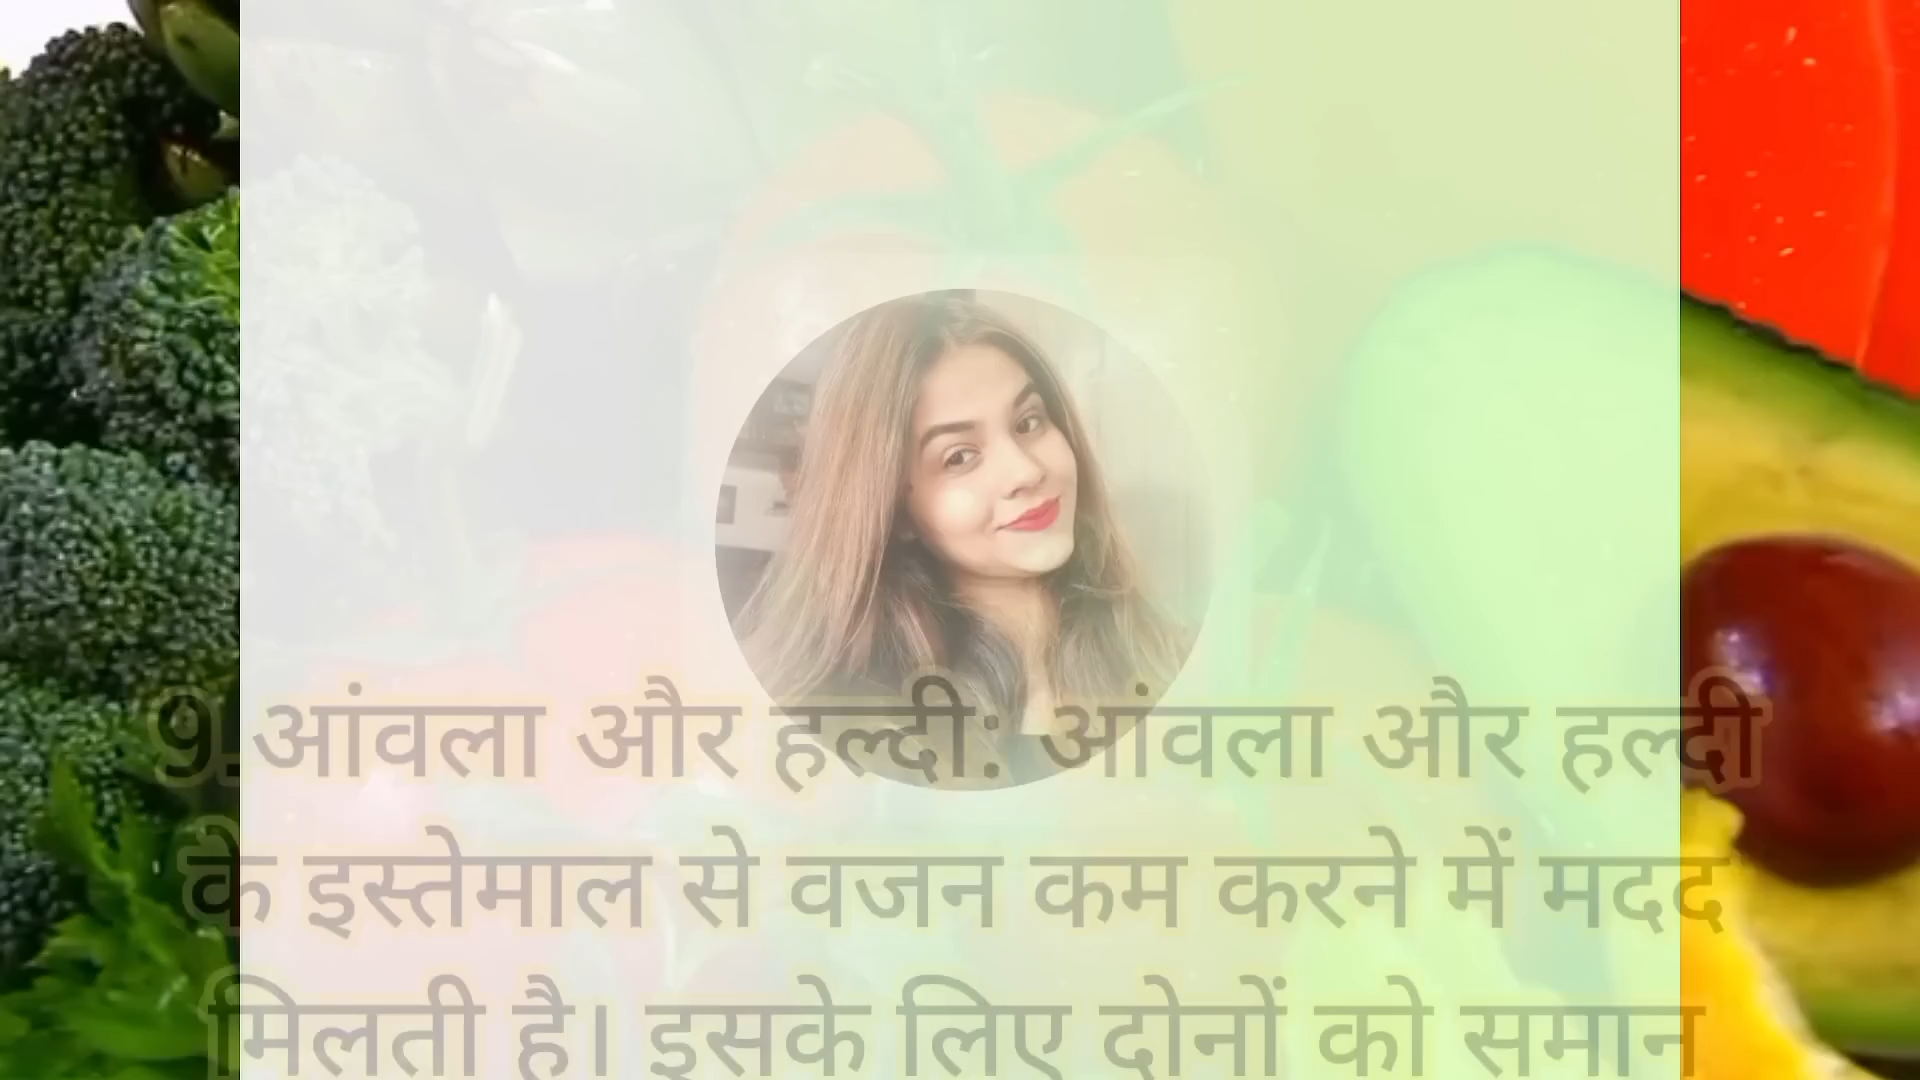 9.आंवला और हल्दी: आंवला और हल्दी
के इस्तेमाल से वजन कम करने में मदद
मिलती है। इसके लिए दोनों को समान